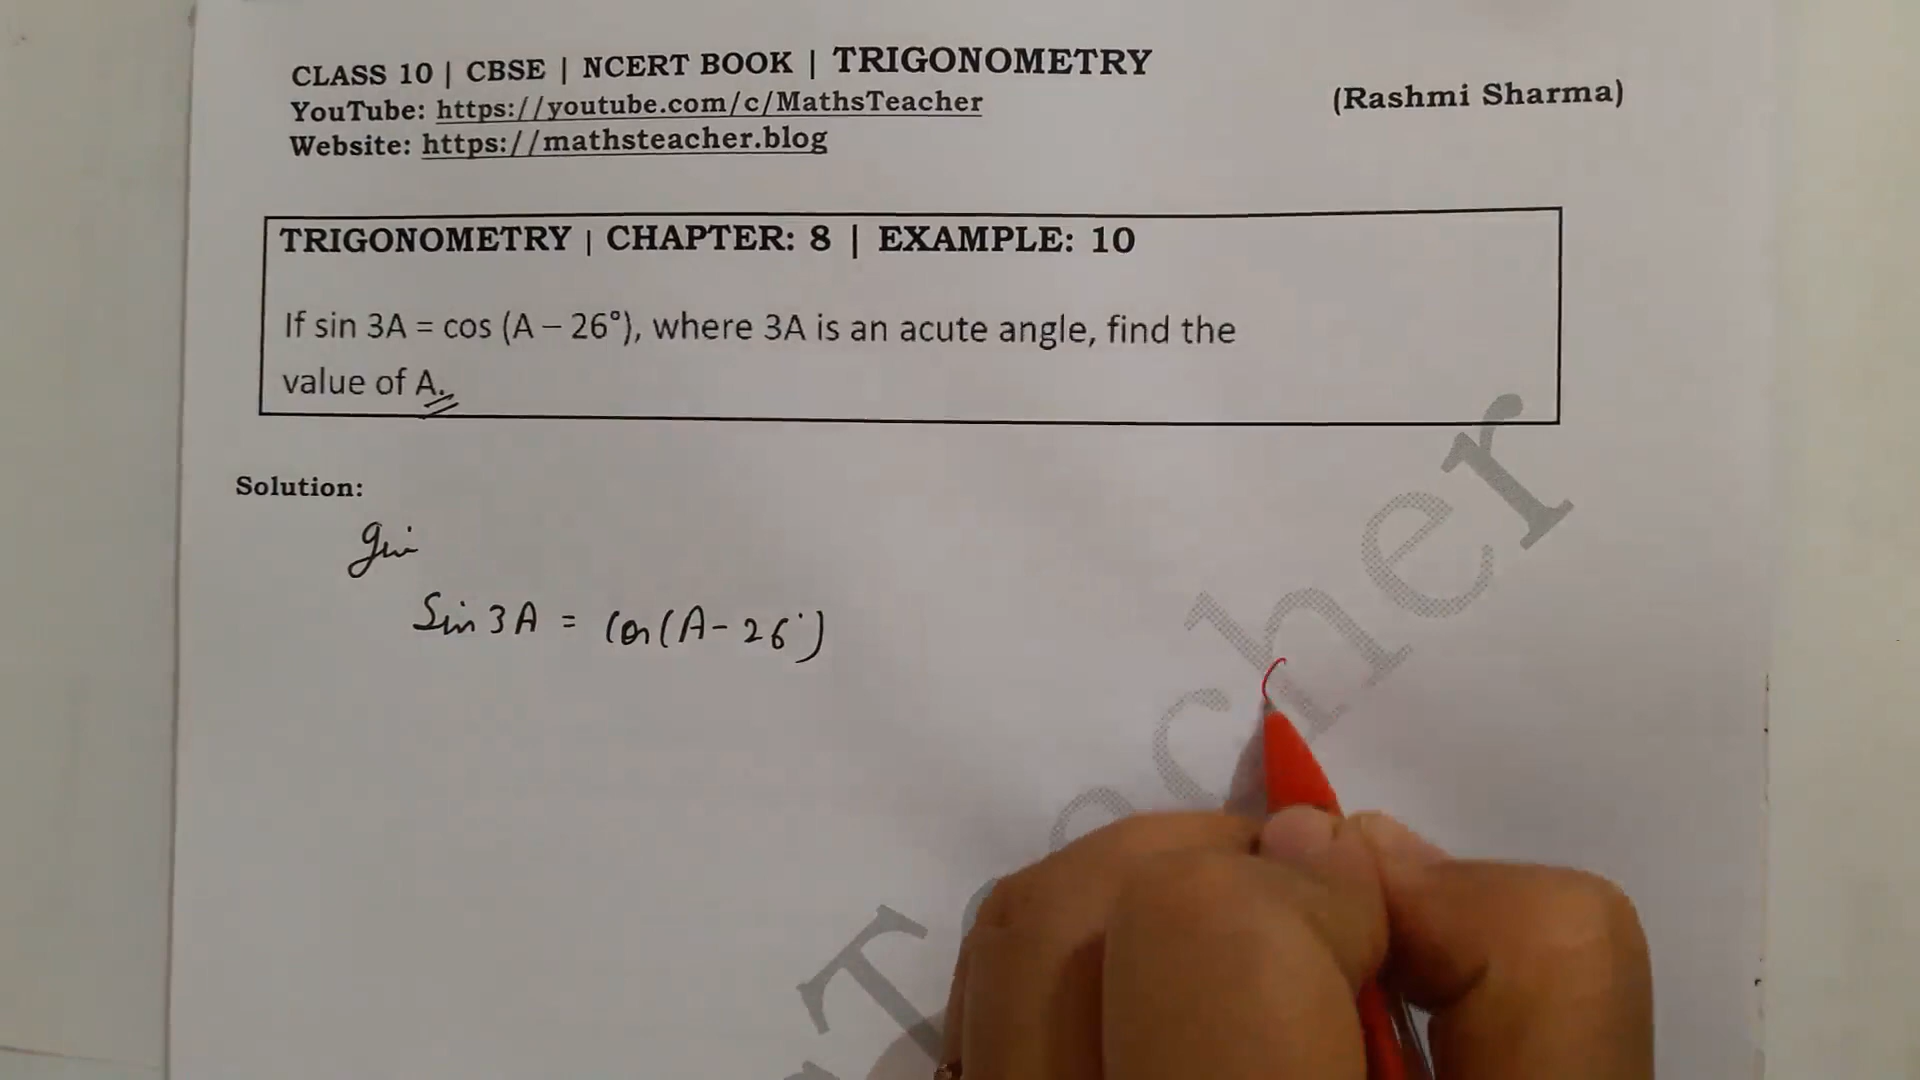 CLASS 10 | CBSE | NCERT BOOK | TRIGONOMETRY
YouTube: https://youtube.com/c/MathsTeacher
(Rashmi Sharma)
Website: https://mathsteacher.blog
TRIGONOMETRY | CHAPTER: 8 | EXAMPLE: 10
If sin 3A = cos (A – 26°), where 3A is an acute angle, find the
value of A.
Solution:
Sin 3A = cos(A - 26°)
Teacher